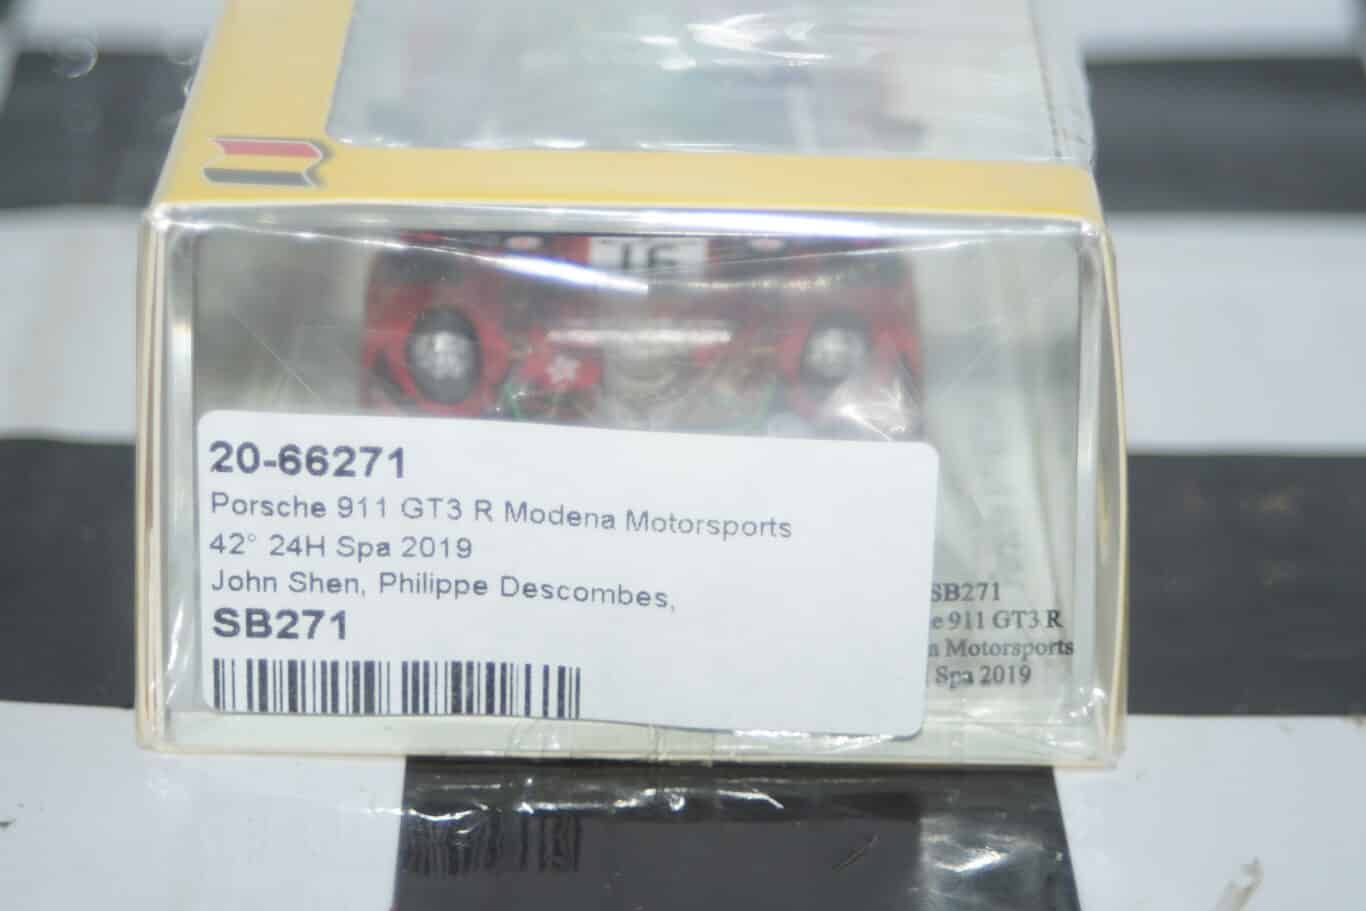 20-66271
Porsche 911 GT3 R Modena Motorsports
42° 24H Spa 2019
John Shen, Philippe Descombes,
SB271
SB271
e 911 GT3 R
Motorsports
Spa 2019